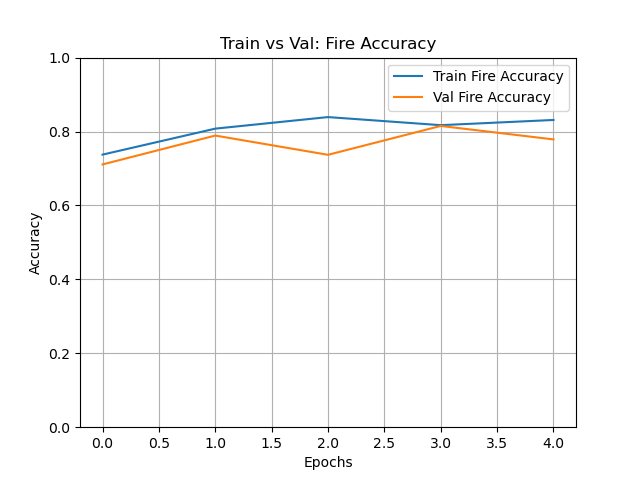 Train vs Val: Fire Accuracy
1.0
0.8
0.6
0.4
0.2
0.0
Accuracy
Train Fire Accuracy
Val Fire Accuracy
0.0 0.5 1.0 1.5 2.0 2.5 3.0 3.5 4.0
Epochs